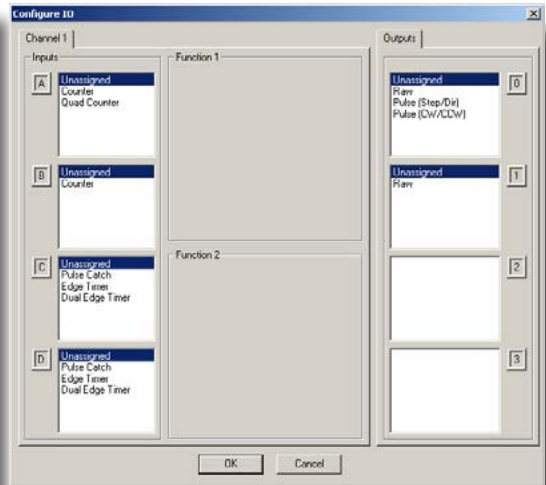 Configure IO
Channel 1
Inputs
A
Unassigned
Counter
Quad Counter
B
Unassigned
Counter
C
Unassigned
Pulse Catch
Edge Timer
Dual Edge Timer
D
Unassigned
Pulse Catch
Edge Timer
Dual Edge Timer
Function 1
Function 2
Outputs
Unassigned
Raw
Pulse (Step/Dir)
Pulse (CW/CCW)
0
Unassigned
Raw
1
2
3
OK
Cancel